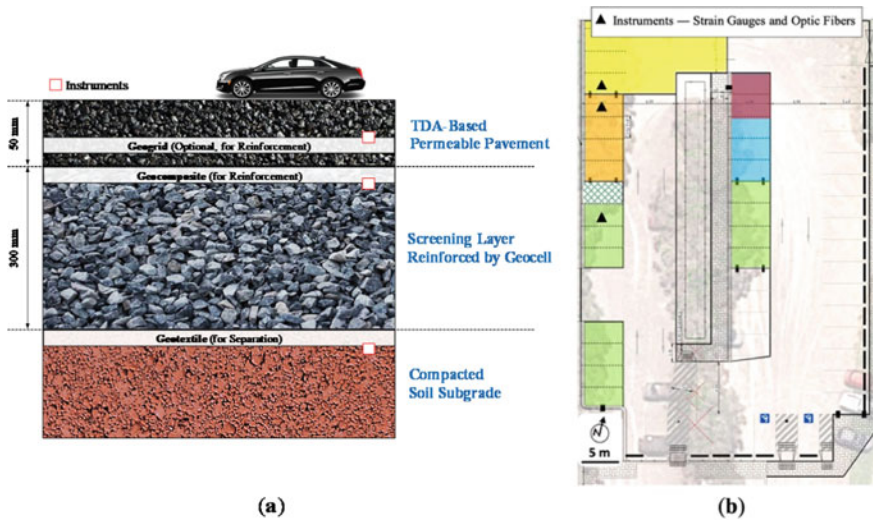 Instruments
50 mm
Geogrid (Optional, for Reinforcement)
TDA-Based
Permeable Pavement
Geocomposite (for Reinforcement)
300 mm
Screening Layer
Reinforced by Geocell
Geotextile (for Separation)
Compacted
Soil Subgrade
(a)
Instruments — Strain Gauges and Optic Fibers
N
5 m
(b)